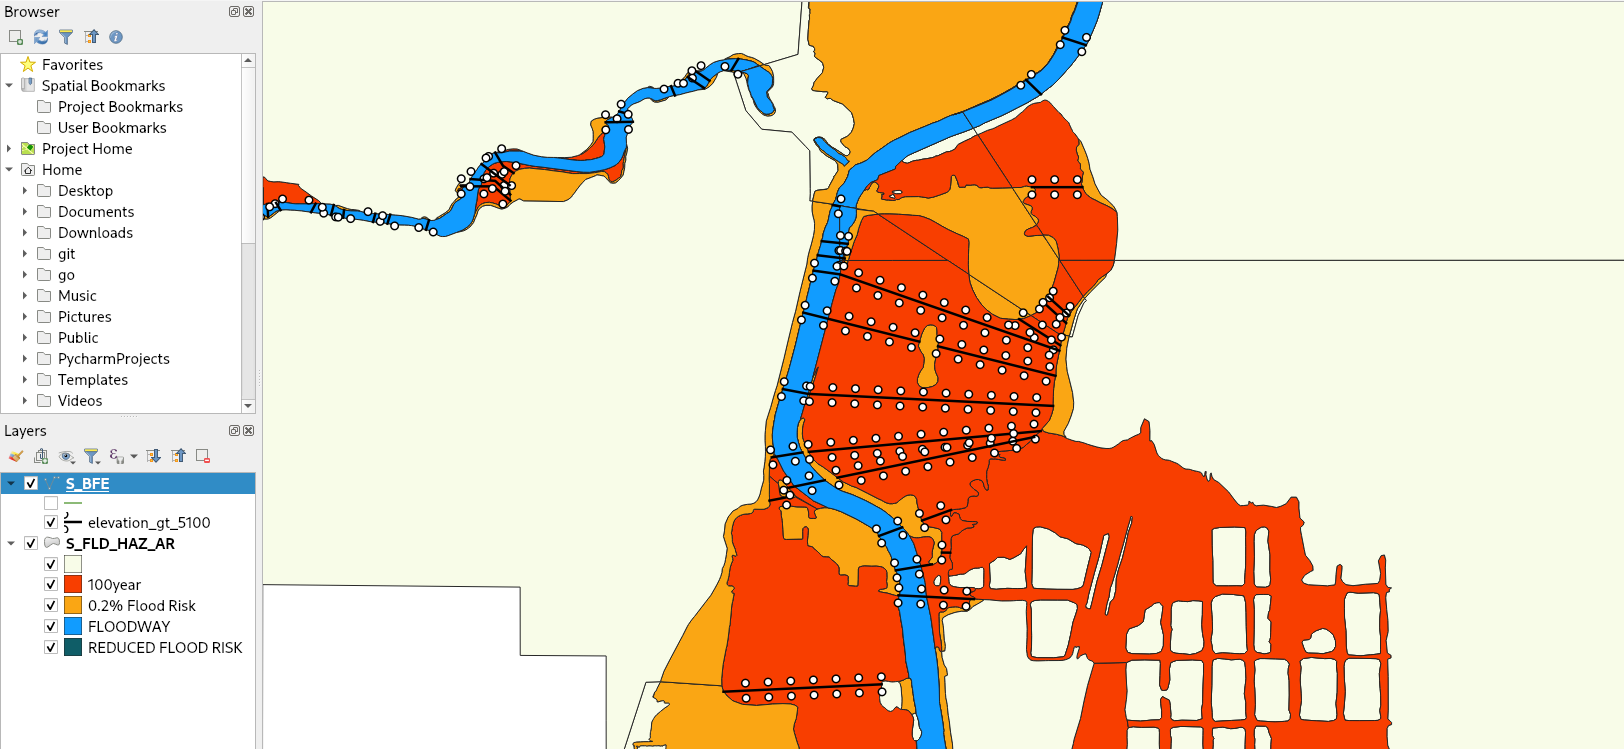 Browser
Favorites
Spatial Bookmarks
Project Bookmarks
User Bookmarks
Project Home
Home
Desktop
Documents
Downloads
git
go
Music
Pictures
Public
PycharmProjects
Templates
Videos
Layers
S_BFE
elevation_gt_5100
S_FLD_HAZ_AR
100year
0.2% Flood Risk
FLOODWAY
REDUCED FLOOD RISK